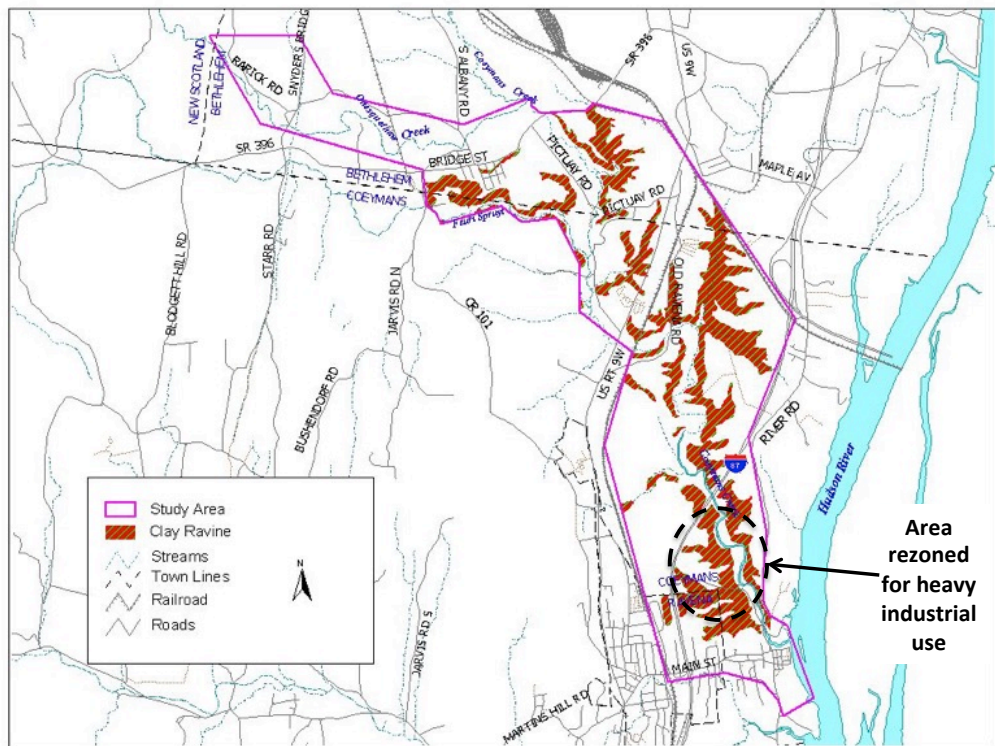 NEW SCOTLAND
BETHLEHEM
RARICK RD
SNYDERS BRIDG
S ALBANY RD
Coeymans Creek
SR-396
US 9W
Onesquethaw Creek
SR 396
BRIDGE ST
PICTUAY RD
MAPLE AV
BETHLEHEM
COEYMANS
PICTUAY RD
BLODGETT HILL RD
STARR RD
JARVIS RD N
CR 101
OLD RAVENA RD
US RT 9W
BUSHENDORF RD
RIVER RD
Hudson River
87
Study Area
Clay Ravine
Streams
Town Lines
Railroad
Roads
N
COEYMANS
RAVENA
Area
rezoned
for heavy
industrial
use
JARVIS RD S
MAIN ST
MARTINS HILL RD